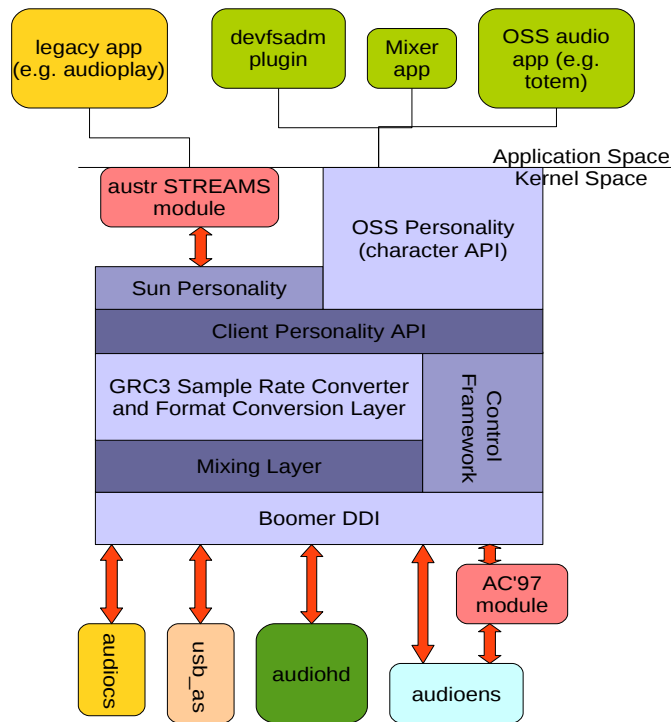 legacy app
(e.g. audioplay)
devfsadm
plugin
Mixer
app
OSS audio
app (e.g.
totem)
Application Space
Kernel Space
austr STREAMS
module
OSS Personality
(character API)
Sun Personality
Client Personality API
GRC3 Sample Rate Converter
and Format Conversion Layer
Control
Framework
Mixing Layer
Boomer DDI
AC'97
module
audiocs
usb_as
audiohd
audioens